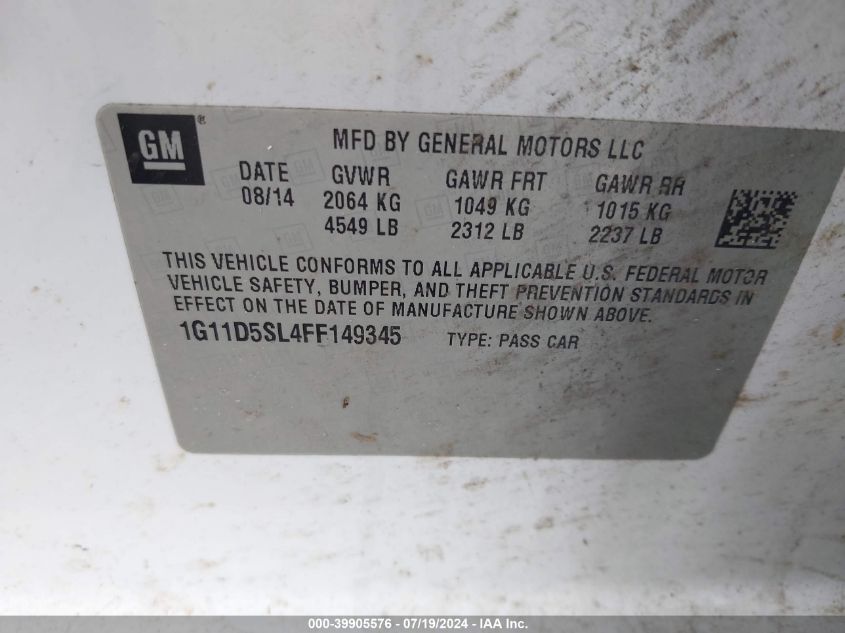 GM®
MFD BY GENERAL MOTORS LLC
DATE GVWR GAWR FRT GAWR RR
08/14 2064 KG 1049 KG 1015 KG
4549 LB 2312 LB 2237 LB
THIS VEHICLE CONFORMS TO ALL APPLICABLE U.S. FEDERAL MOTOR
VEHICLE SAFETY, BUMPER, AND THEFT PREVENTION STANDARDS IN
EFFECT ON THE DATE OF MANUFACTURE SHOWN ABOVE.
1G11D5SL4FF149345 TYPE: PASS CAR
000-39905576 - 07/19/2024 - IAA Inc.